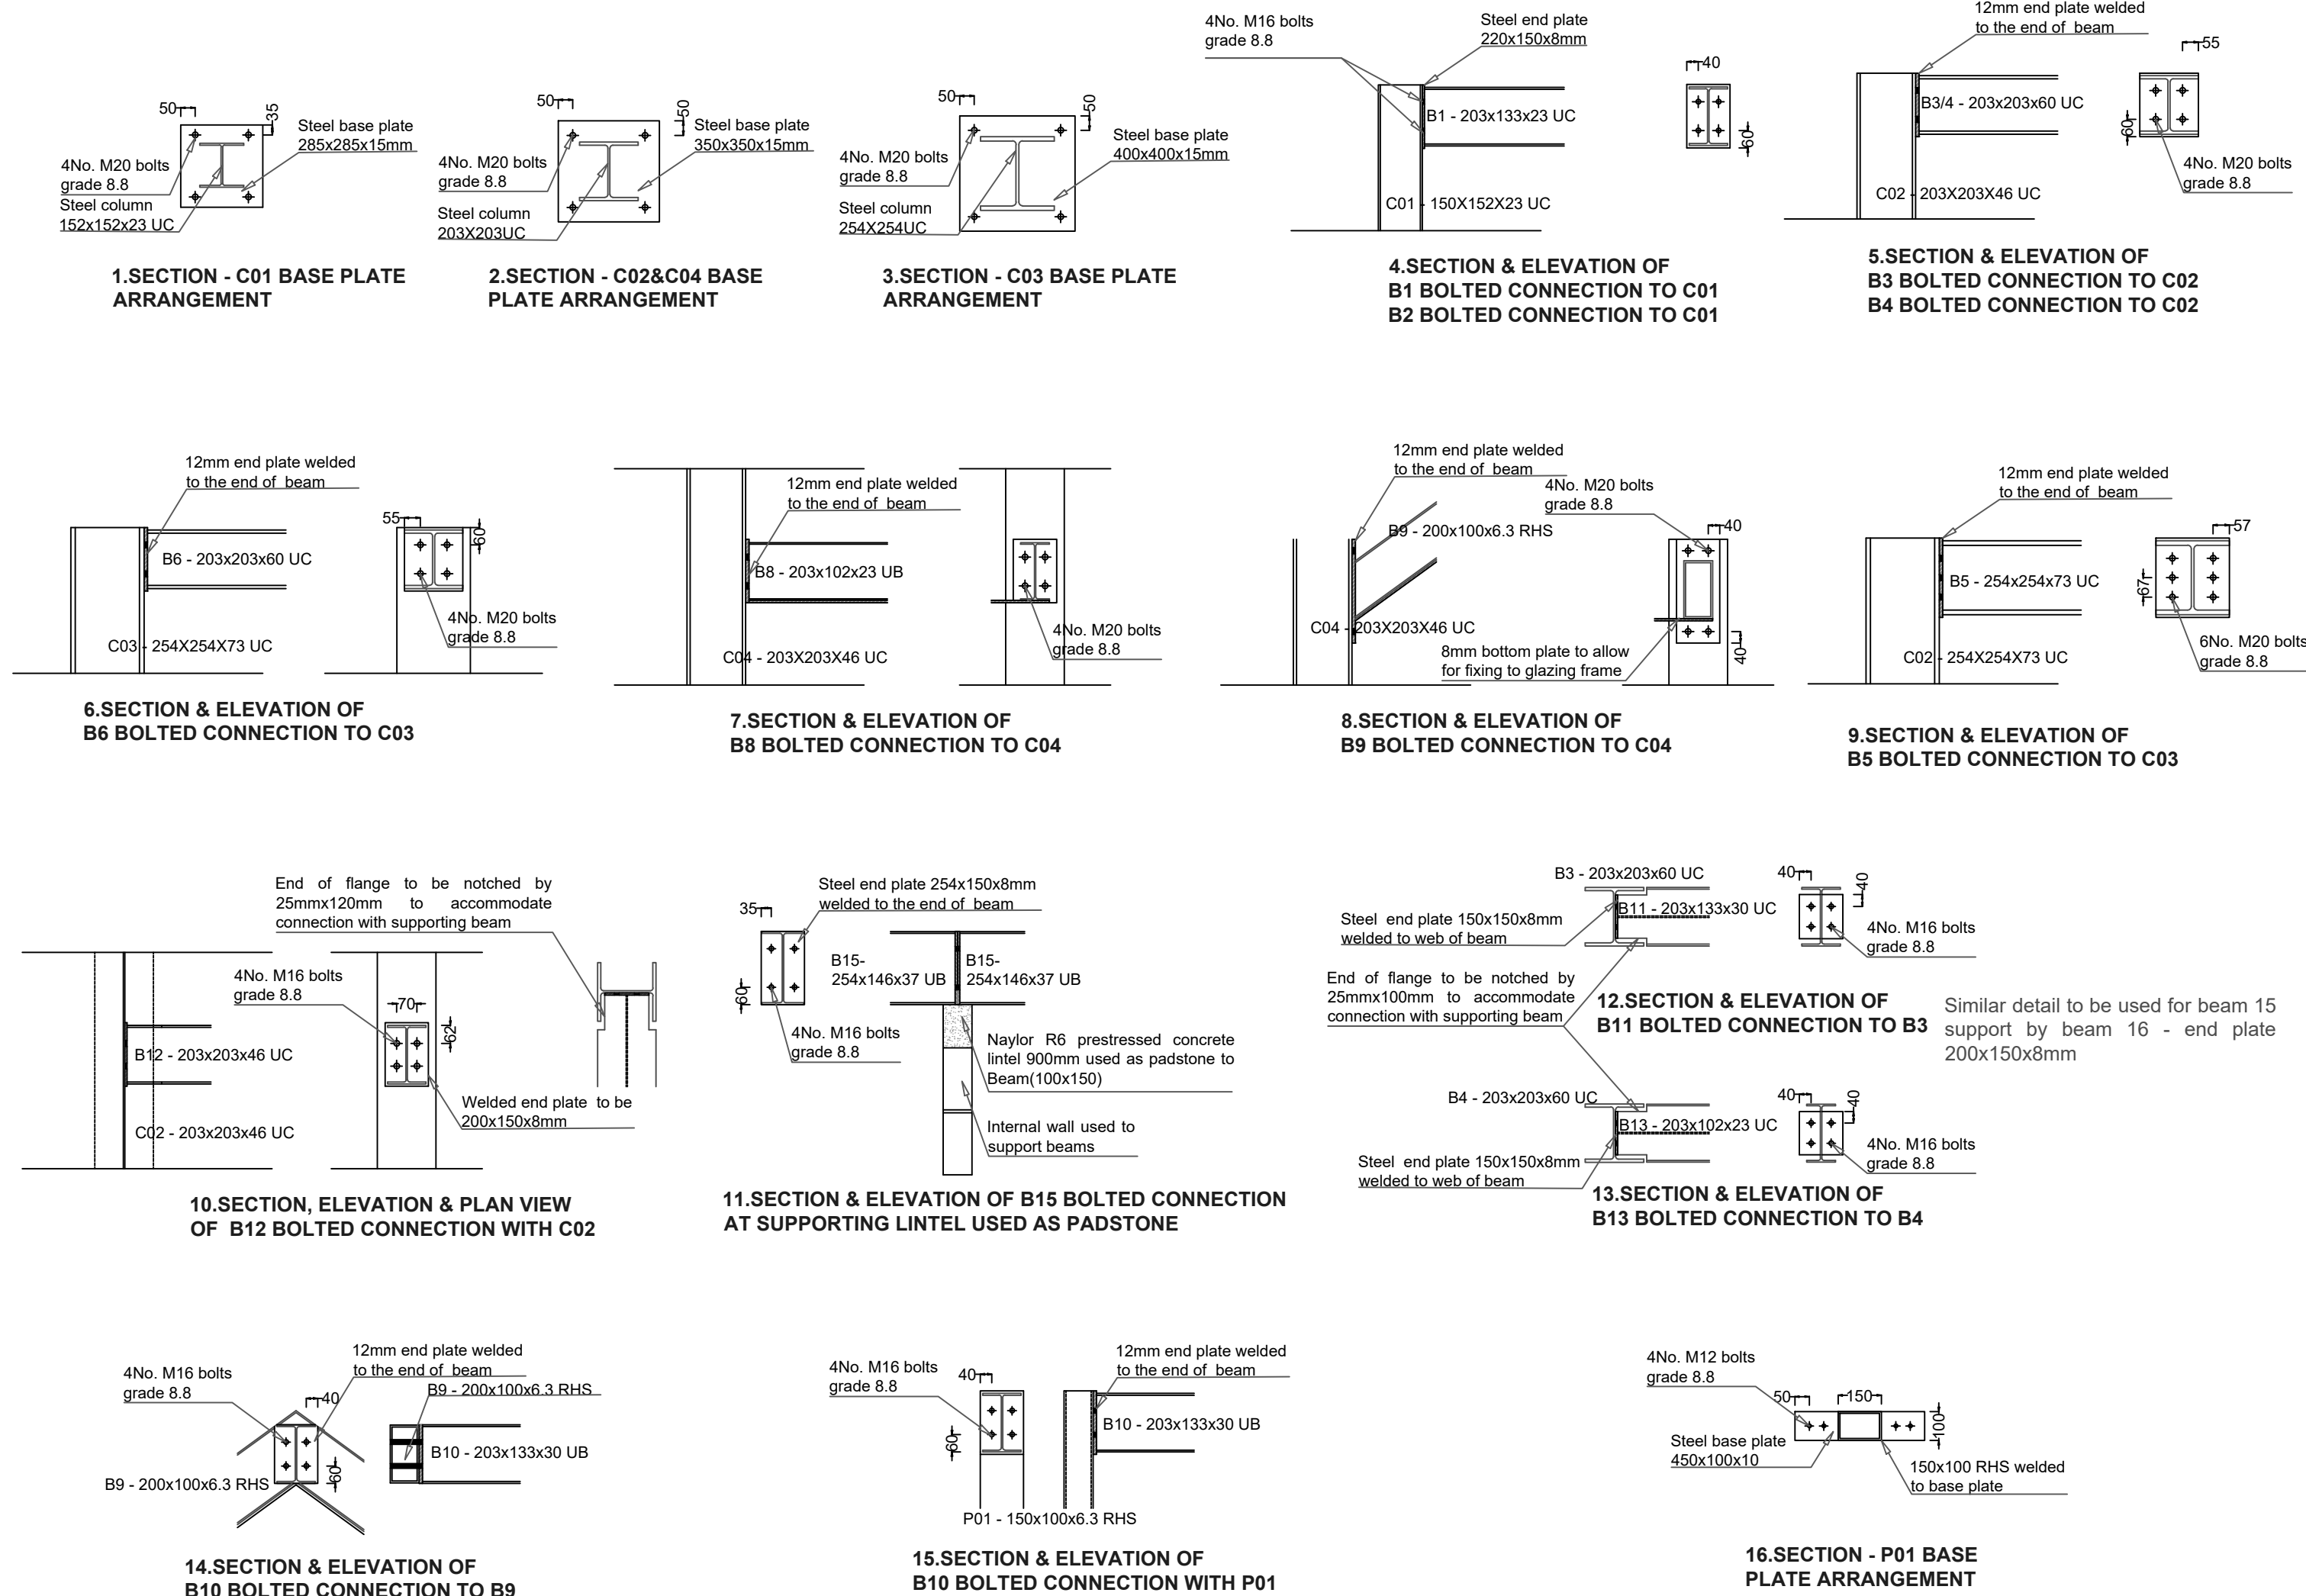 50
35
Steel base plate
285x285x15mm
4No. M20 bolts
grade 8.8
Steel column
152x152x23 UC
1.SECTION - C01 BASE PLATE
ARRANGEMENT
50
50
Steel base plate
350x350x15mm
4No. M20 bolts
grade 8.8
Steel column
203X203UC
2.SECTION - C02&C04 BASE
PLATE ARRANGEMENT
50
50
Steel base plate
400x400x15mm
4No. M20 bolts
grade 8.8
Steel column
254X254UC
3.SECTION - C03 BASE PLATE
ARRANGEMENT
4No. M16 bolts
grade 8.8
Steel end plate
220x150x8mm
40
B1 - 203x133x23 UC
60
C01 - 150X152X23 UC
4.SECTION & ELEVATION OF
B1 BOLTED CONNECTION TO C01
B2 BOLTED CONNECTION TO C01
12mm end plate welded
to the end of beam
55
B3/4 - 203x203x60 UC
60
4No. M20 bolts
grade 8.8
C02 - 203X203X46 UC
5.SECTION & ELEVATION OF
B3 BOLTED CONNECTION TO C02
B4 BOLTED CONNECTION TO C02
12mm end plate welded
to the end of beam
55
60
B6 - 203x203x60 UC
4No. M20 bolts
grade 8.8
C03 - 254X254X73 UC
6.SECTION & ELEVATION OF
B6 BOLTED CONNECTION TO C03
12mm end plate welded
to the end of beam
B8 - 203x102x23 UB
4No. M20 bolts
grade 8.8
C04 - 203X203X46 UC
7.SECTION & ELEVATION OF
B8 BOLTED CONNECTION TO C04
12mm end plate welded
to the end of beam
4No. M20 bolts
grade 8.8
40
B9 - 200x100x6.3 RHS
C04 - 203X203X46 UC
8mm bottom plate to allow
for fixing to glazing frame
40
8.SECTION & ELEVATION OF
B9 BOLTED CONNECTION TO C04
12mm end plate welded
to the end of beam
57
B5 - 254x254x73 UC
67
6No. M20 bolts
grade 8.8
C02 - 254X254X73 UC
9.SECTION & ELEVATION OF
B5 BOLTED CONNECTION TO C03
End of flange to be notched by
25mmx120mm to accommodate
connection with supporting beam
4No. M16 bolts
grade 8.8
70
62
B12 - 203x203x46 UC
Welded end plate to be
200x150x8mm
C02 - 203x203x46 UC
10.SECTION, ELEVATION & PLAN VIEW
OF B12 BOLTED CONNECTION WITH C02
Steel end plate 254x150x8mm
welded to the end of beam
35
B15-
254x146x37 UB
B15-
254x146x37 UB
60
4No. M16 bolts
grade 8.8
Naylor R6 prestressed concrete
lintel 900mm used as padstone to
Beam(100x150)
Internal wall used to
support beams
11.SECTION & ELEVATION OF B15 BOLTED CONNECTION
AT SUPPORTING LINTEL USED AS PADSTONE
B3 - 203x203x60 UC
40
40
B11 - 203x133x30 UC
Steel end plate 150x150x8mm
welded to web of beam
4No. M16 bolts
grade 8.8
End of flange to be notched by
25mmx100mm to accommodate
connection with supporting beam
12.SECTION & ELEVATION OF
B11 BOLTED CONNECTION TO B3
Similar detail to be used for beam 15
support by beam 16 - end plate
200x150x8mm
B4 - 203x203x60 UC
40
40
B13 - 203x102x23 UC
4No. M16 bolts
grade 8.8
Steel end plate 150x150x8mm
welded to web of beam
13.SECTION & ELEVATION OF
B13 BOLTED CONNECTION TO B4
4No. M16 bolts
grade 8.8
12mm end plate welded
to the end of beam
40
B9 - 200x100x6.3 RHS
B10 - 203x133x30 UB
60
B9 - 200x100x6.3 RHS
14.SECTION & ELEVATION OF
B10 BOLTED CONNECTION TO B9
4No. M16 bolts
grade 8.8
40
12mm end plate welded
to the end of beam
B10 - 203x133x30 UB
60
P01 - 150x100x6.3 RHS
15.SECTION & ELEVATION OF
B10 BOLTED CONNECTION WITH P01
4No. M12 bolts
grade 8.8
50
150
100
Steel base plate
450x100x10
150x100 RHS welded
to base plate
16.SECTION - P01 BASE
PLATE ARRANGEMENT